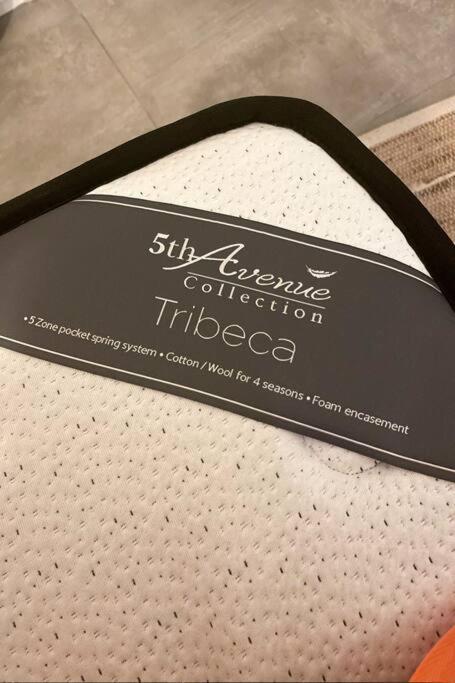 5th Avenue
Collection
Tribeca
•5 Zone pocket spring system • Cotton / Wool for 4 seasons • Foam encasement